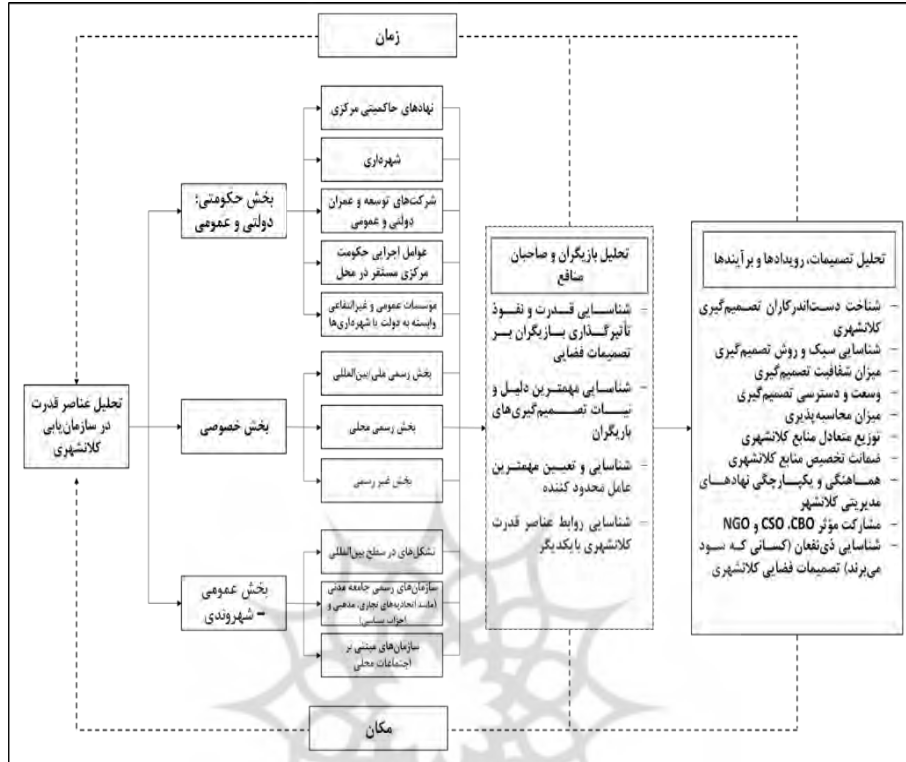 زمان
نهادهای حاکمیتی مرکزی
شهرداری
شرکت‌های توسعه و عمران
دولتی و عمومی
عوامل اجرایی حکومت
مرکزی مستقر در محل
مؤسسات عمومی و غیرانتفاعی
وابسته به دولت یا شهرداری‌ها
بخش حکومتی؛
دولتی و عمومی
بخش رسمی ملی/بین‌المللی
بخش رسمی محلی
بخش غیر رسمی
بخش خصوصی
تشکل‌های در سطح بین‌المللی
سازمان‌های رسمی جامعه مدنی
(مانند اتحادیه‌های تجاری، مذهبی و
احزاب سیاسی)
سازمان‌های مبتنی بر
اجتماعات محلی
بخش عمومی
– شهروندی
تحلیل عناصر قدرت
در سازمان‌یابی
کلانشهری
تحلیل بازیگران و صاحبان
منافع
– شناسایی قدرت و نفوذ
تأثیرگذاری بازیگران بر
تصمیمات فضایی
– شناسایی مهمترین دلیل و
نیات تصمیم‌گیری‌های
بازیگران
– شناسایی و تعیین مهمترین
عامل محدود کننده
– شناسایی روابط عناصر قدرت
کلانشهری با یکدیگر
تحلیل تصمیمات، رویدادها و برآیندها
– شناخت دست‌اندرکاران تصمیم‌گیری
کلانشهری
– شناسایی سبک و روش تصمیم‌گیری
– میزان شفافیت تصمیم‌گیری
– وسعت و دسترسی تصمیم‌گیری
– میزان محاسبه‌پذیری
– توزیع متعادل منابع کلانشهری
– ضمانت تخصیص منابع کلانشهری
– هماهنگی و یکپارچگی نهادهای
مدیریتی کلانشهر
– مشارکت مؤثر CSO ،CBO و NGO
– شناسایی ذی‌نفعان (کسانی که سود
می‌برند) تصمیمات فضایی کلانشهری
مکان